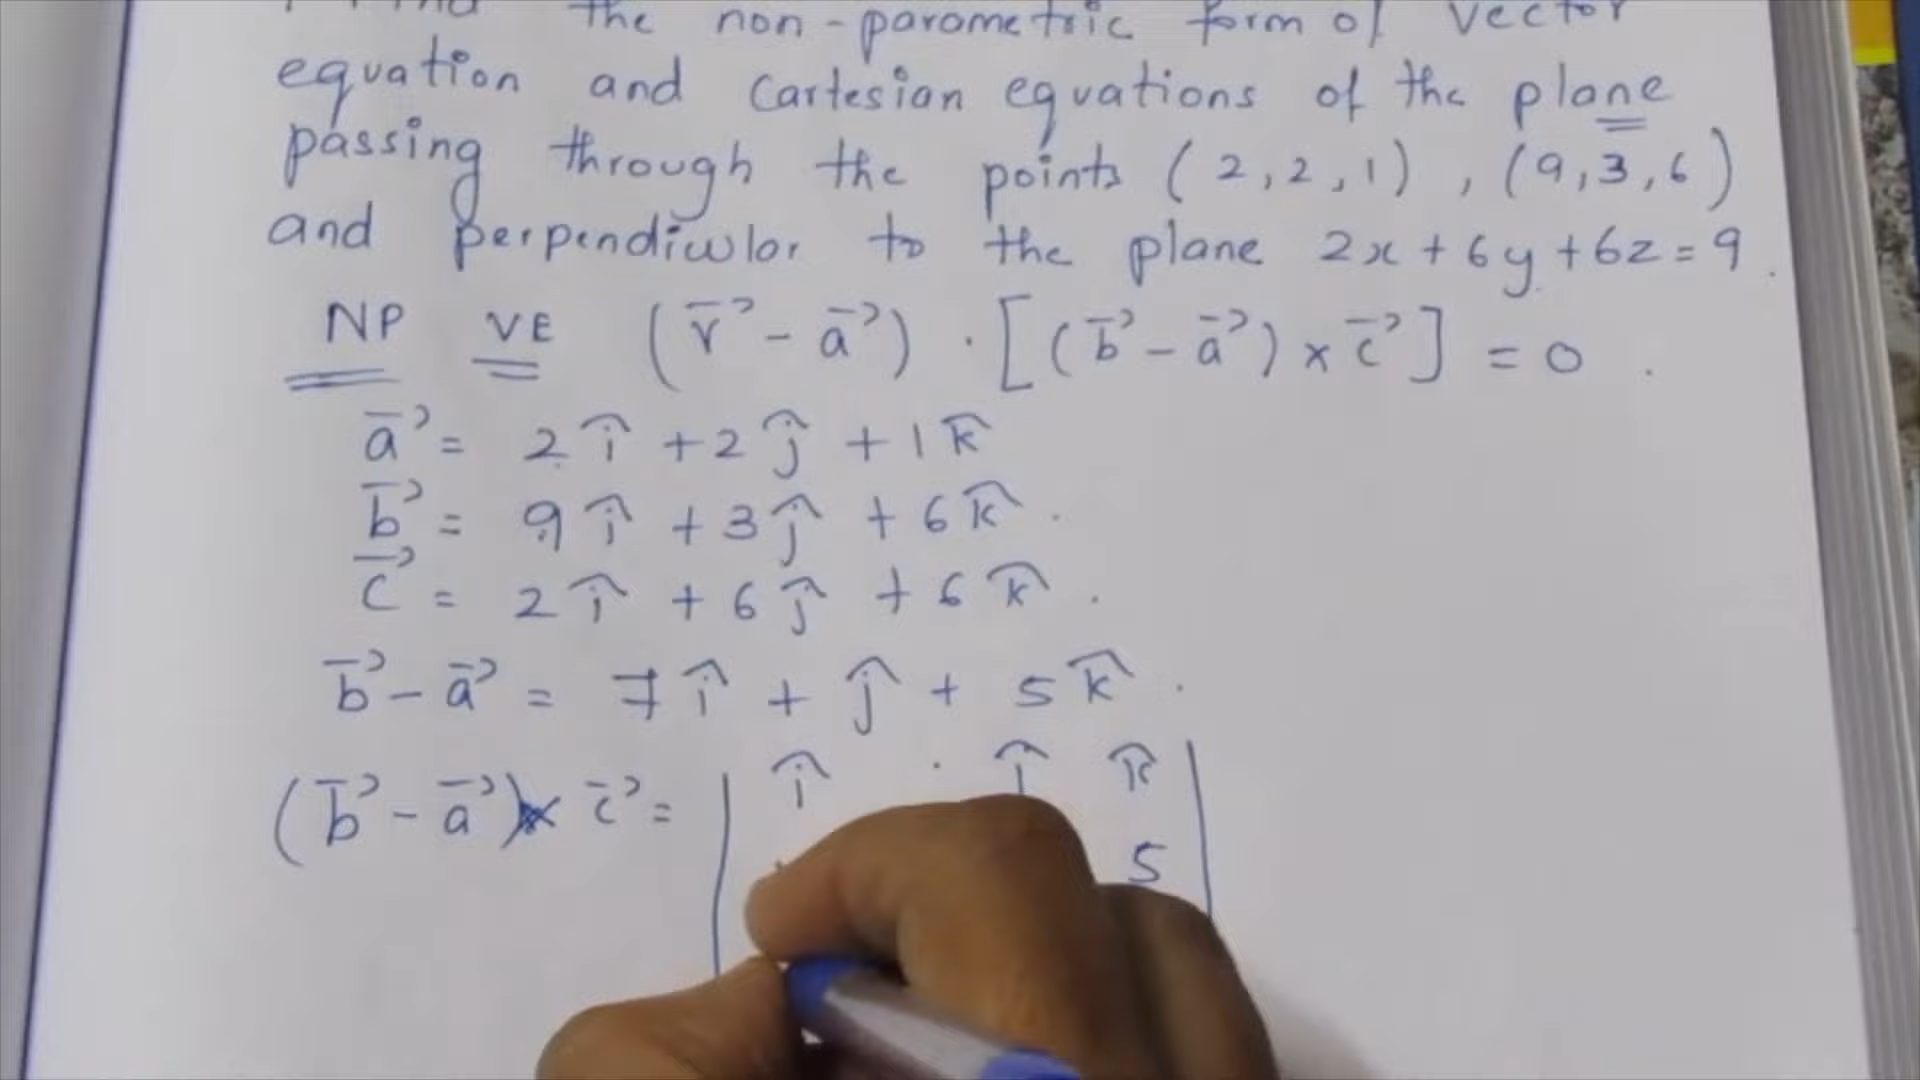 the non-parametric form of vector
equation and Cartesian equations of the plane
passing through the points (2,2,1), (9,3,6)
and perpendiculor to the plane 2x+6y+6z=9.
NP VE (r⃗ - a⃗) · [(b⃗ - a⃗) × c⃗] = 0.
a⃗ = 2î + 2ĵ + 1k̂
b⃗ = 9î + 3ĵ + 6k̂.
c⃗ = 2î + 6ĵ + 6k̂.
b⃗ - a⃗ = 7î + ĵ + 5k̂.
(b⃗ - a⃗) × c⃗ = | î ĵ k̂ |
5